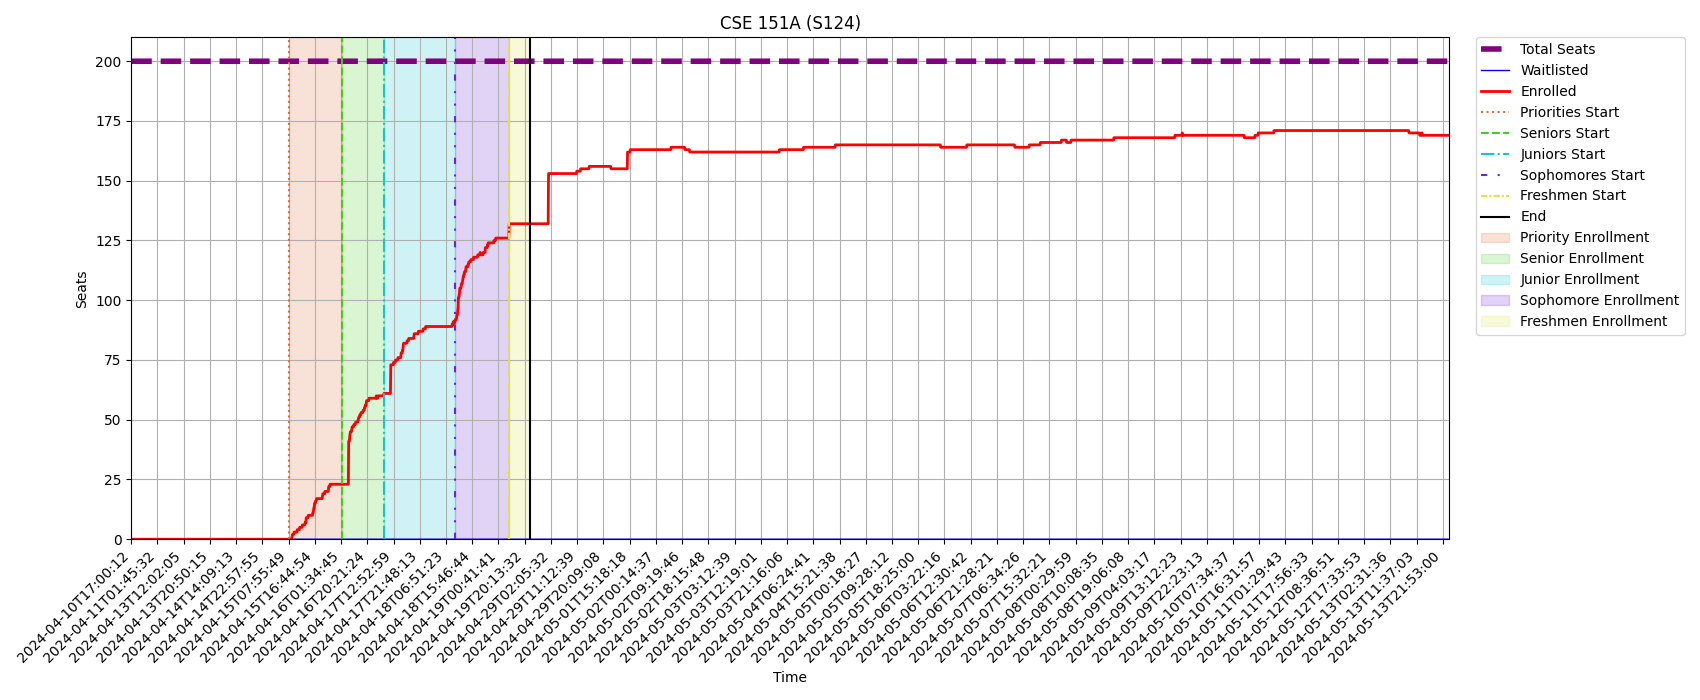 CSE 151A (S124)
Seats
200
175
150
125
100
75
50
25
0
2024-04-10T17:00:12
2024-04-11T01:45:32
2024-04-13T02:02:05
2024-04-13T20:50:15
2024-04-14T14:09:13
2024-04-14T22:57:55
2024-04-15T07:55:49
2024-04-15T16:44:54
2024-04-16T01:34:45
2024-04-16T20:21:24
2024-04-17T12:52:59
2024-04-17T21:48:13
2024-04-18T06:51:23
2024-04-18T15:46:44
2024-04-19T00:41:41
2024-04-19T20:13:32
2024-04-29T02:05:32
2024-04-29T11:12:39
2024-04-29T20:09:08
2024-05-01T15:18:18
2024-05-02T00:14:37
2024-05-02T09:19:46
2024-05-02T18:15:48
2024-05-03T03:12:39
2024-05-03T12:19:01
2024-05-03T21:16:06
2024-05-04T06:24:41
2024-05-04T15:21:38
2024-05-05T00:18:27
2024-05-05T09:28:12
2024-05-05T18:25:00
2024-05-06T03:22:16
2024-05-06T12:30:42
2024-05-06T21:28:21
2024-05-07T06:34:26
2024-05-07T15:32:21
2024-05-08T00:29:59
2024-05-08T10:08:35
2024-05-08T19:06:08
2024-05-09T04:03:17
2024-05-09T13:12:23
2024-05-09T22:23:13
2024-05-10T07:34:37
2024-05-10T16:31:57
2024-05-11T01:29:43
2024-05-11T17:56:33
2024-05-12T08:36:51
2024-05-12T17:33:53
2024-05-13T02:31:36
2024-05-13T11:37:03
2024-05-13T21:53:00
Time
Total Seats
Waitlisted
Enrolled
Priorities Start
Seniors Start
Juniors Start
Sophomores Start
Freshmen Start
End
Priority Enrollment
Senior Enrollment
Junior Enrollment
Sophomore Enrollment
Freshmen Enrollment